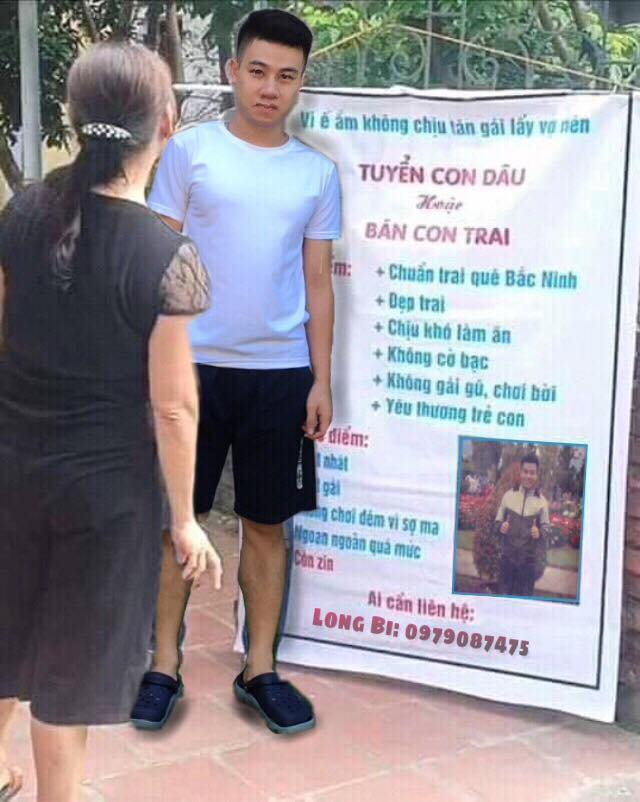 Vì ế ẩm không chịu tán gái lấy vợ nên
TUYỂN CON DÂU
Hoặc
BÁN CON TRAI
ểm:
+ Chuẩn trai quê Bắc Ninh
+ Đẹp trai
+ Chịu khó làm ăn
+ Không cờ bạc
+ Không gái gú, chơi bời
+ Yêu thương trẻ con
điểm:
nhát
gái
chơi đêm vì sợ ma
Ngoan ngoãn quá mức
Còn zin
Ai cần liên hệ:
LONG BI: 0979087475